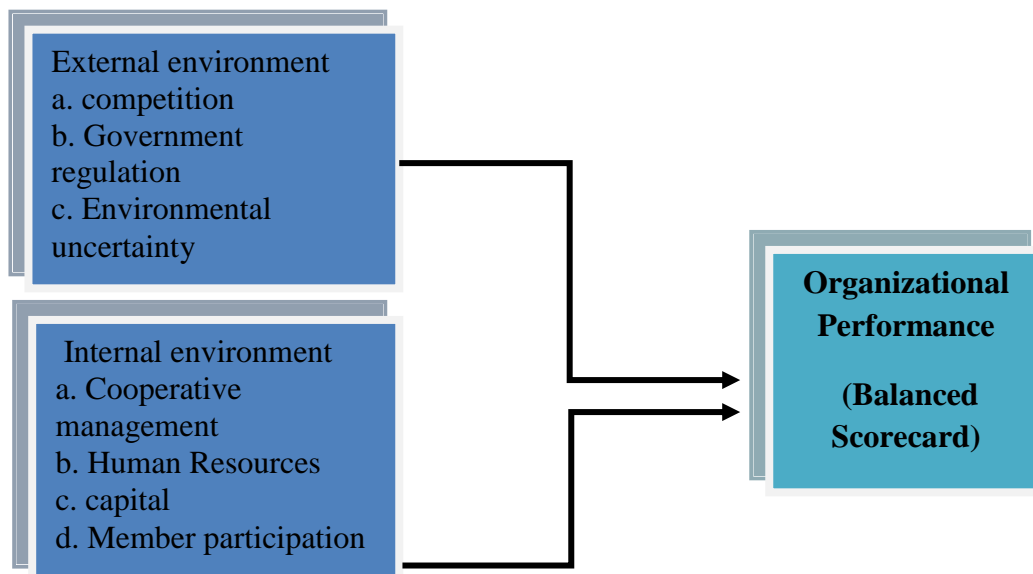 External environment
a. competition
b. Government
regulation
c. Environmental
uncertainty
Internal environment
a. Cooperative
management
b. Human Resources
c. capital
d. Member participation
Organizational
Performance
(Balanced
Scorecard)